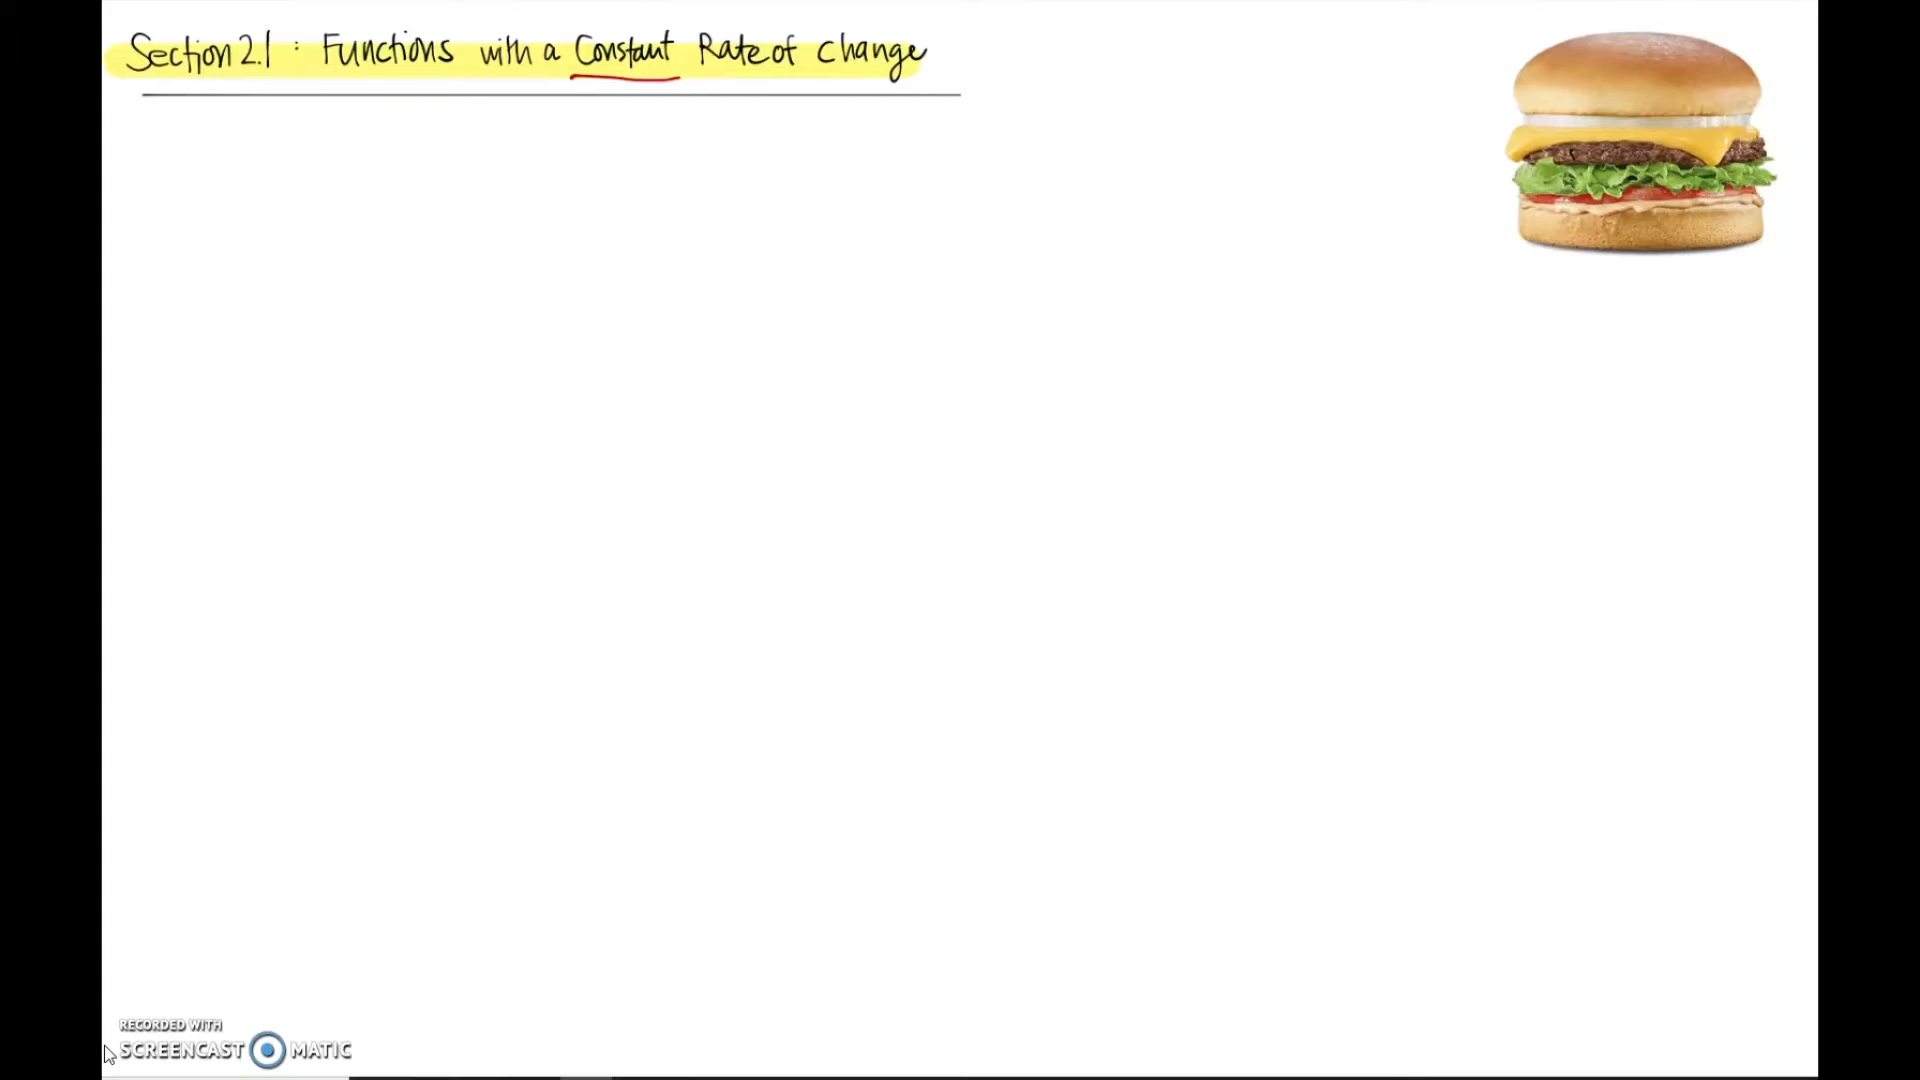 Section 2.1 : Functions with a Constant Rate of change
RECORDED WITH
SCREENCAST MATIC